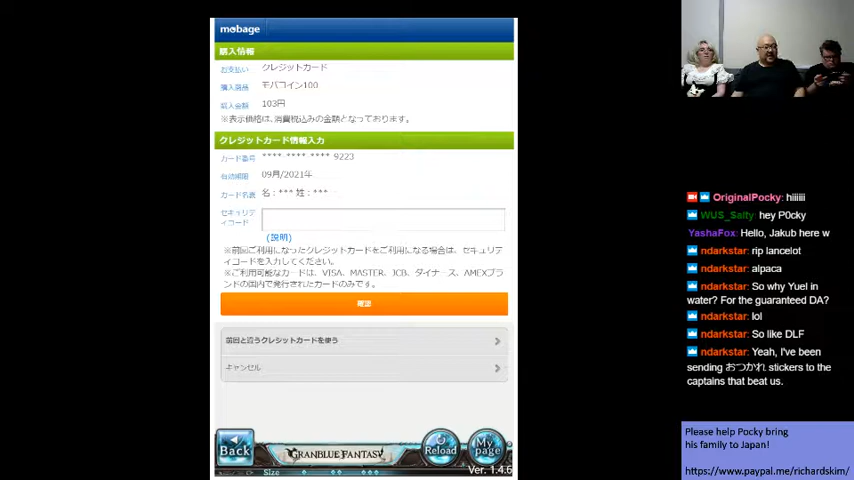 mobage
購入情報
お支払い クレジットカード
購入商品 モバコイン100
購入金額 103円
※表示価格は、消費税込みの金額となっております。
クレジットカード情報入力
カード番号 **** **** **** 9223
有効期限 09月/2021年
カード名義 名：*** 姓：***
セキュリティコード
(説明)
※前回ご利用になったクレジットカードをご利用になる場合は、セキュリティコードを入力してください。
※ご利用可能なカードは、VISA、MASTER、JCB、ダイナース、AMEXブランドの国内で発行されたカードのみです。
確認
前回と違うクレジットカードを使う
キャンセル
Back
GRANBLUE FANTASY
Reload
My page
Size
Ver. 1.4.6
OriginalPocky: hiiiiii
WUS_Salty: hey P0cky
YashaFox: Hello, Jakub here w
ndarkstar: rip lancelot
ndarkstar: alpaca
ndarkstar: So why Yuel in
water? For the guaranteed DA?
ndarkstar: lol
ndarkstar: So like DLF
ndarkstar: Yeah, I've been
sending おつかれ stickers to the
captains that beat us.
Please help Pocky bring
his family to Japan!
https://www.paypal.me/richardskim/